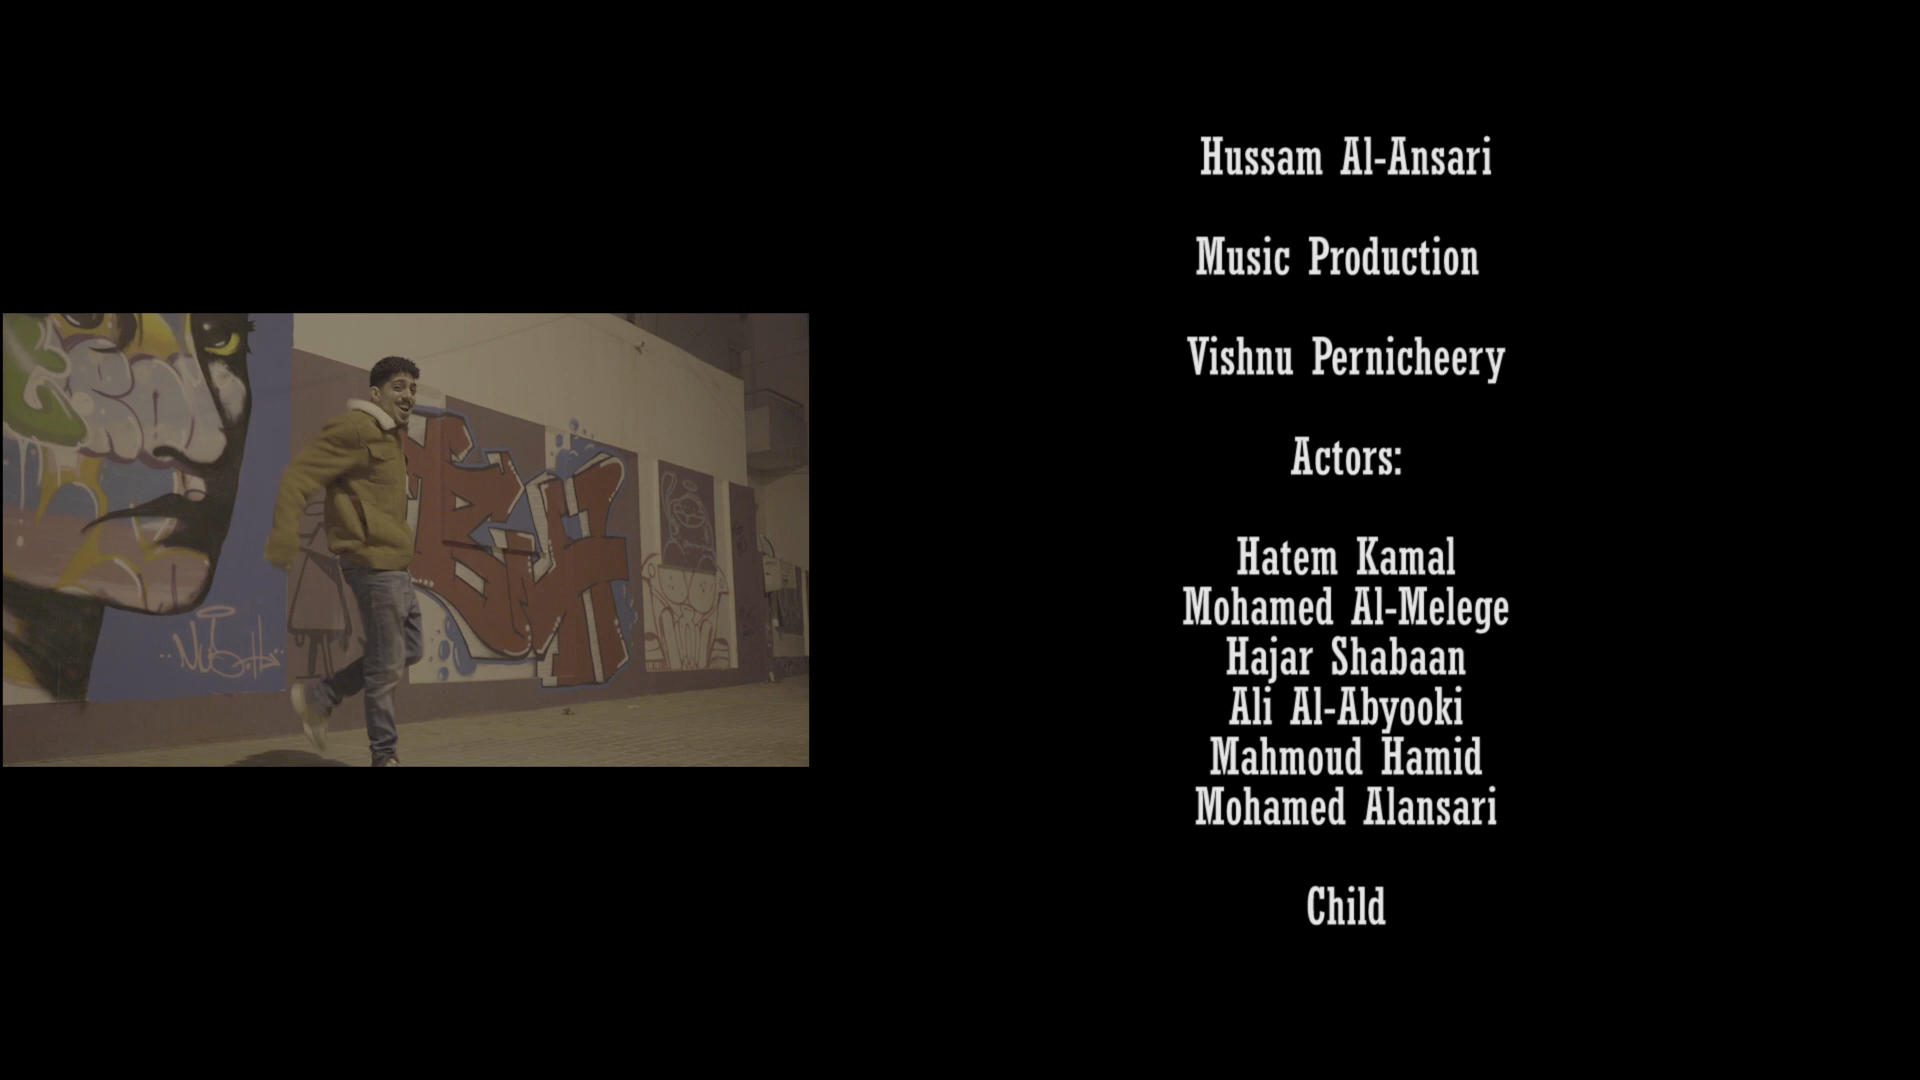 Hussam Al-Ansari
Music Production
Vishnu Pernicheery
Actors:
Hatem Kamal
Mohamed Al-Melege
Hajar Shabaan
Ali Al-Abyooki
Mahmoud Hamid
Mohamed Alansari
Child